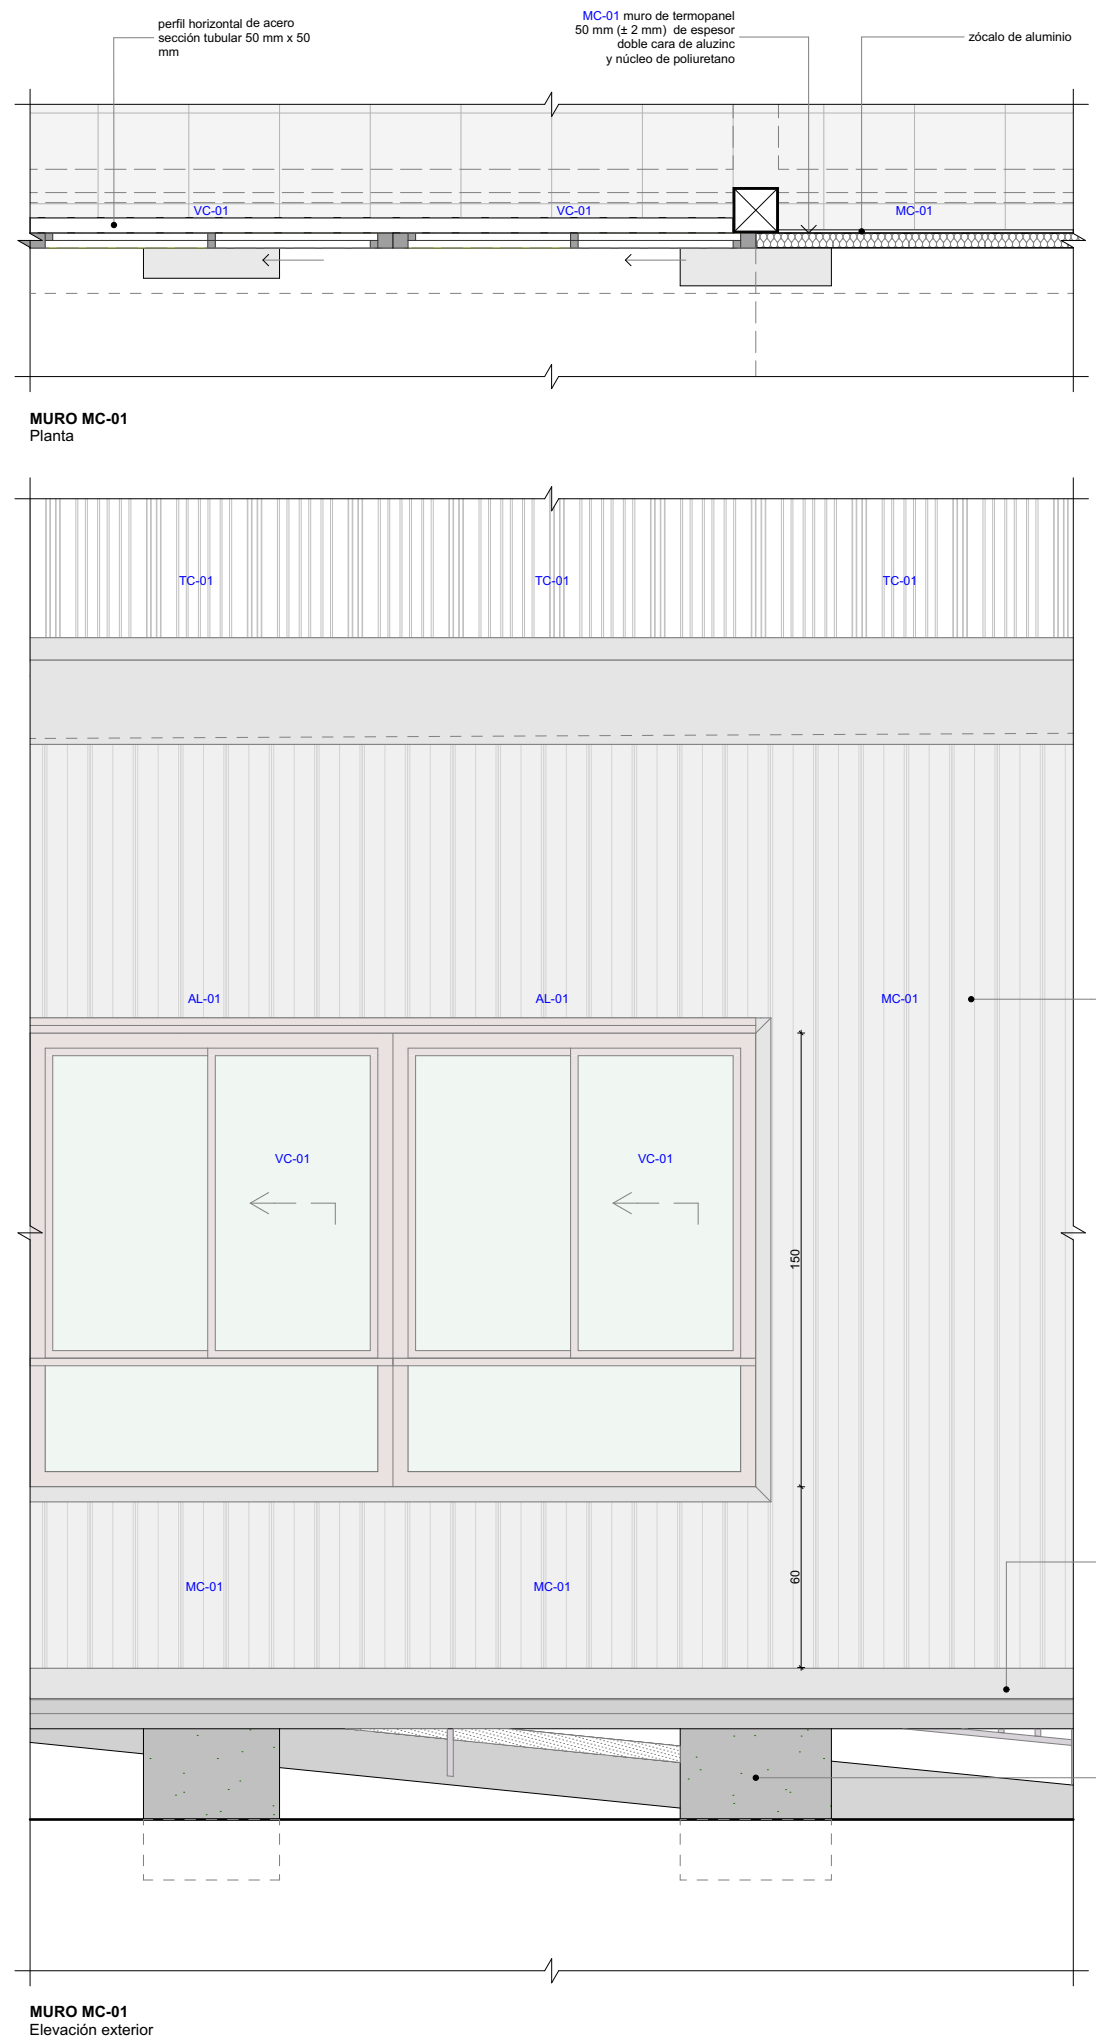 perfil horizontal de acero
sección tubular 50 mm x 50
mm
MC-01 muro de termopanel
50 mm (± 2 mm) de espesor
doble cara de aluzinc
y núcleo de poliuretano
zócalo de aluminio
VC-01
VC-01
MC-01
MURO MC-01
Planta
TC-01
TC-01
TC-01
AL-01
AL-01
MC-01
VC-01
VC-01
150
60
MC-01
MC-01
MURO MC-01
Elevación exterior